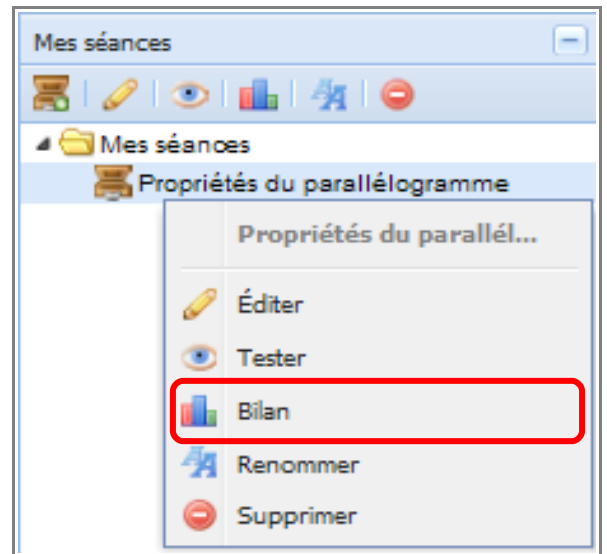 Mes séances
Mes séances
Propriétés du parallélogramme
Propriétés du parallél...
Éditer
Tester
Bilan
Renommer
Supprimer